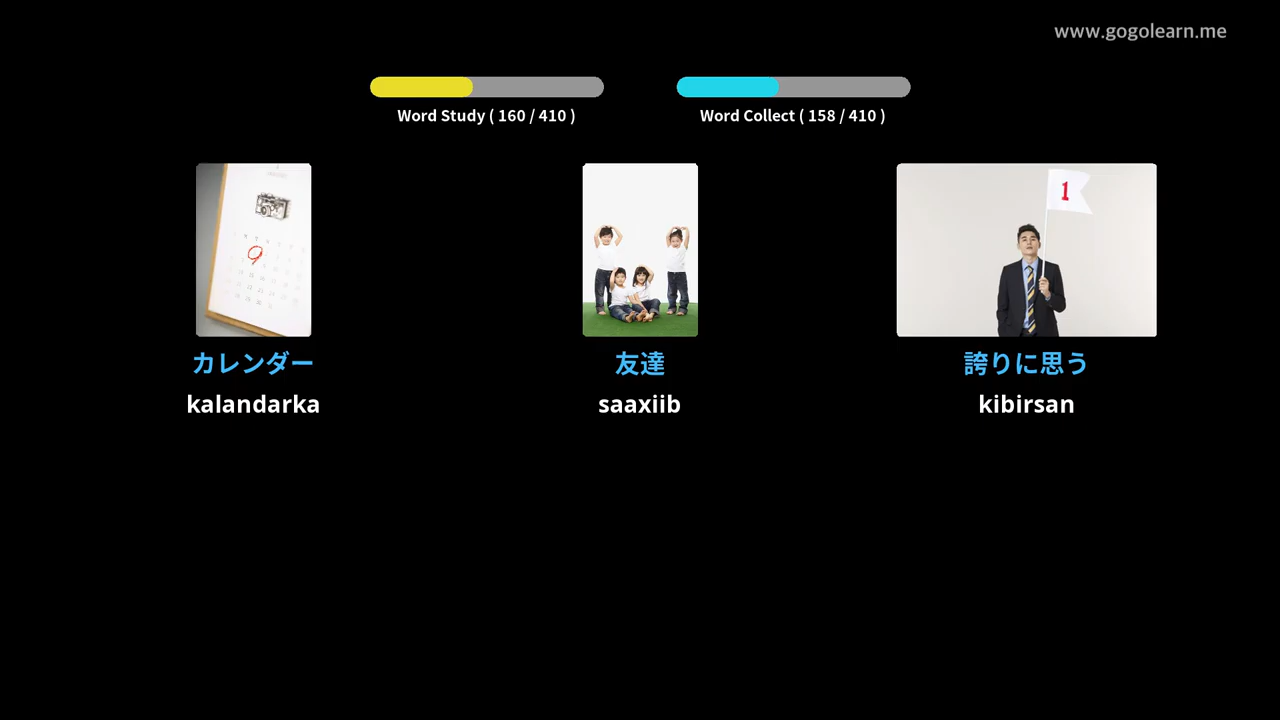 www.gogolearn.me
Word Study ( 160 / 410 )
Word Collect ( 158 / 410 )
1
カレンダー
友達
誇りに思う
kalandarka
saaxiib
kibirsan